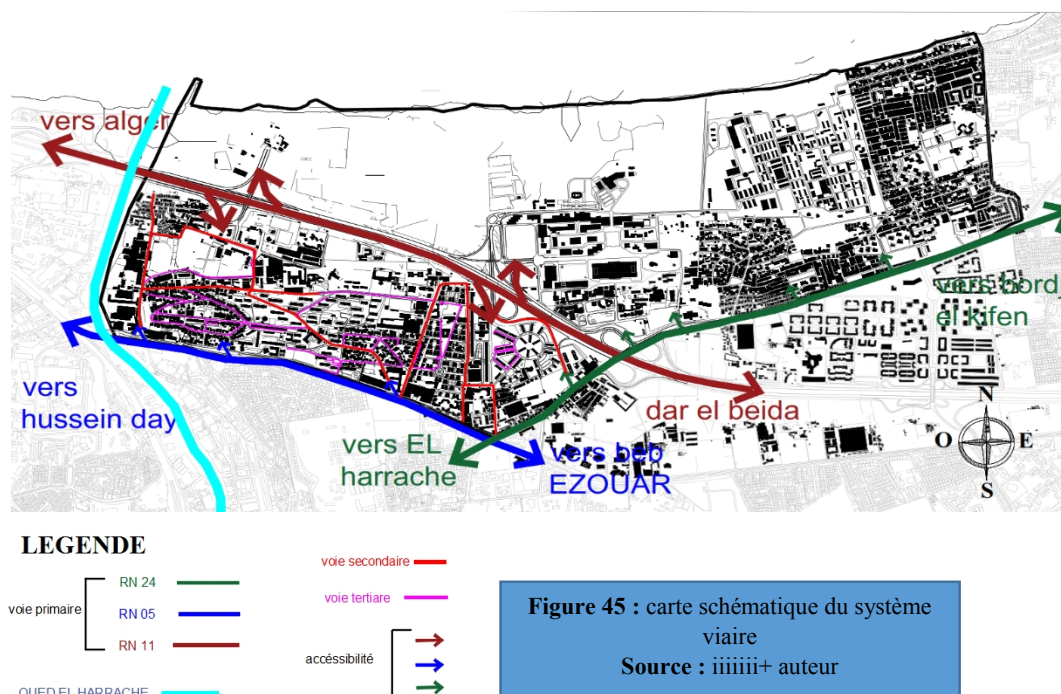 vers alger
vers
hussein day
vers EL
harrache
vers beb
EZOUAR
dar el beida
vers bord
el kifen
N
O E
S
LEGENDE
voie primaire
RN 24
RN 05
RN 11
OUED EL HARRACHE
voie secondaire
voie tertiaire
accéssibilité
Figure 45 : carte schématique du système
viaire
Source : iiiiiii+ auteur